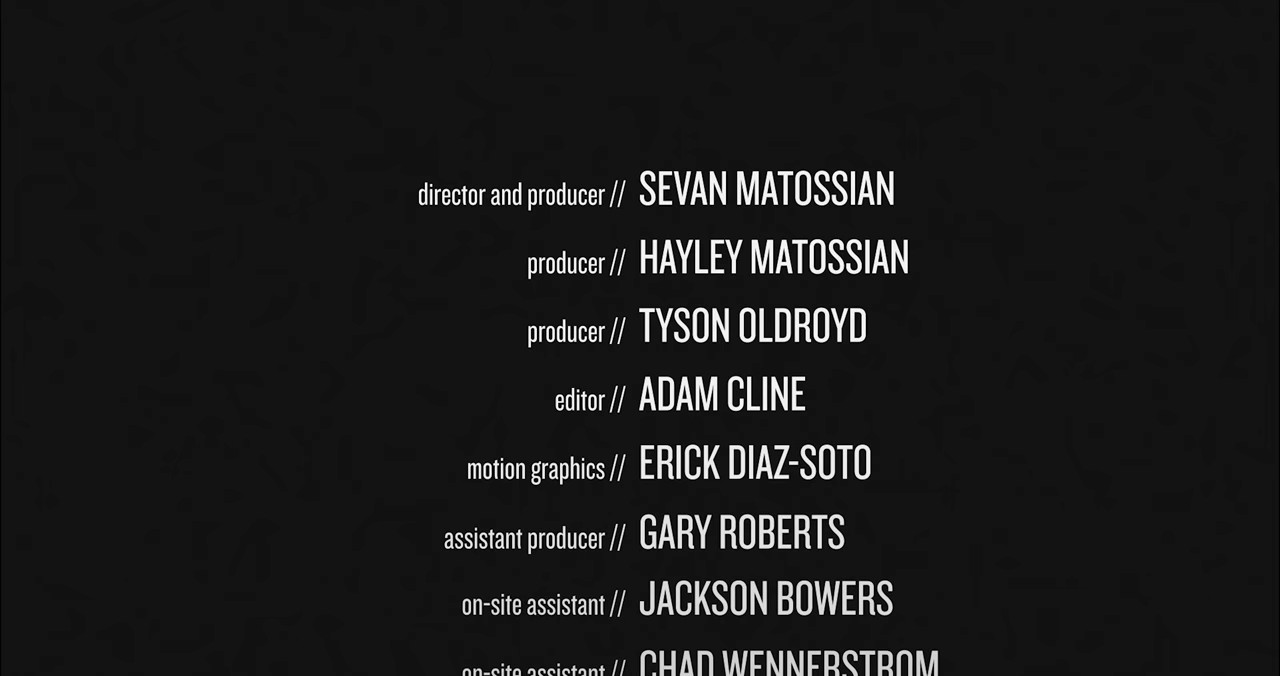 director and producer // SEVAN MATOSSIAN
producer // HAYLEY MATOSSIAN
producer // TYSON OLDROYD
editor // ADAM CLINE
motion graphics // ERICK DIAZ-SOTO
assistant producer // GARY ROBERTS
on-site assistant // JACKSON BOWERS
on-site assistant // CHAD WENNERSTROM